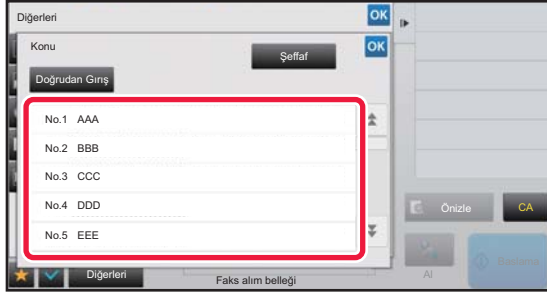 Diğerleri
OK
Konu
Şeffaf
OK
Doğrudan Giriş
No.1 AAA
No.2 BBB
No.3 CCC
No.4 DDD
No.5 EEE
Önizle
CA
Diğerleri
Faks alım belleği
Al
Başlama